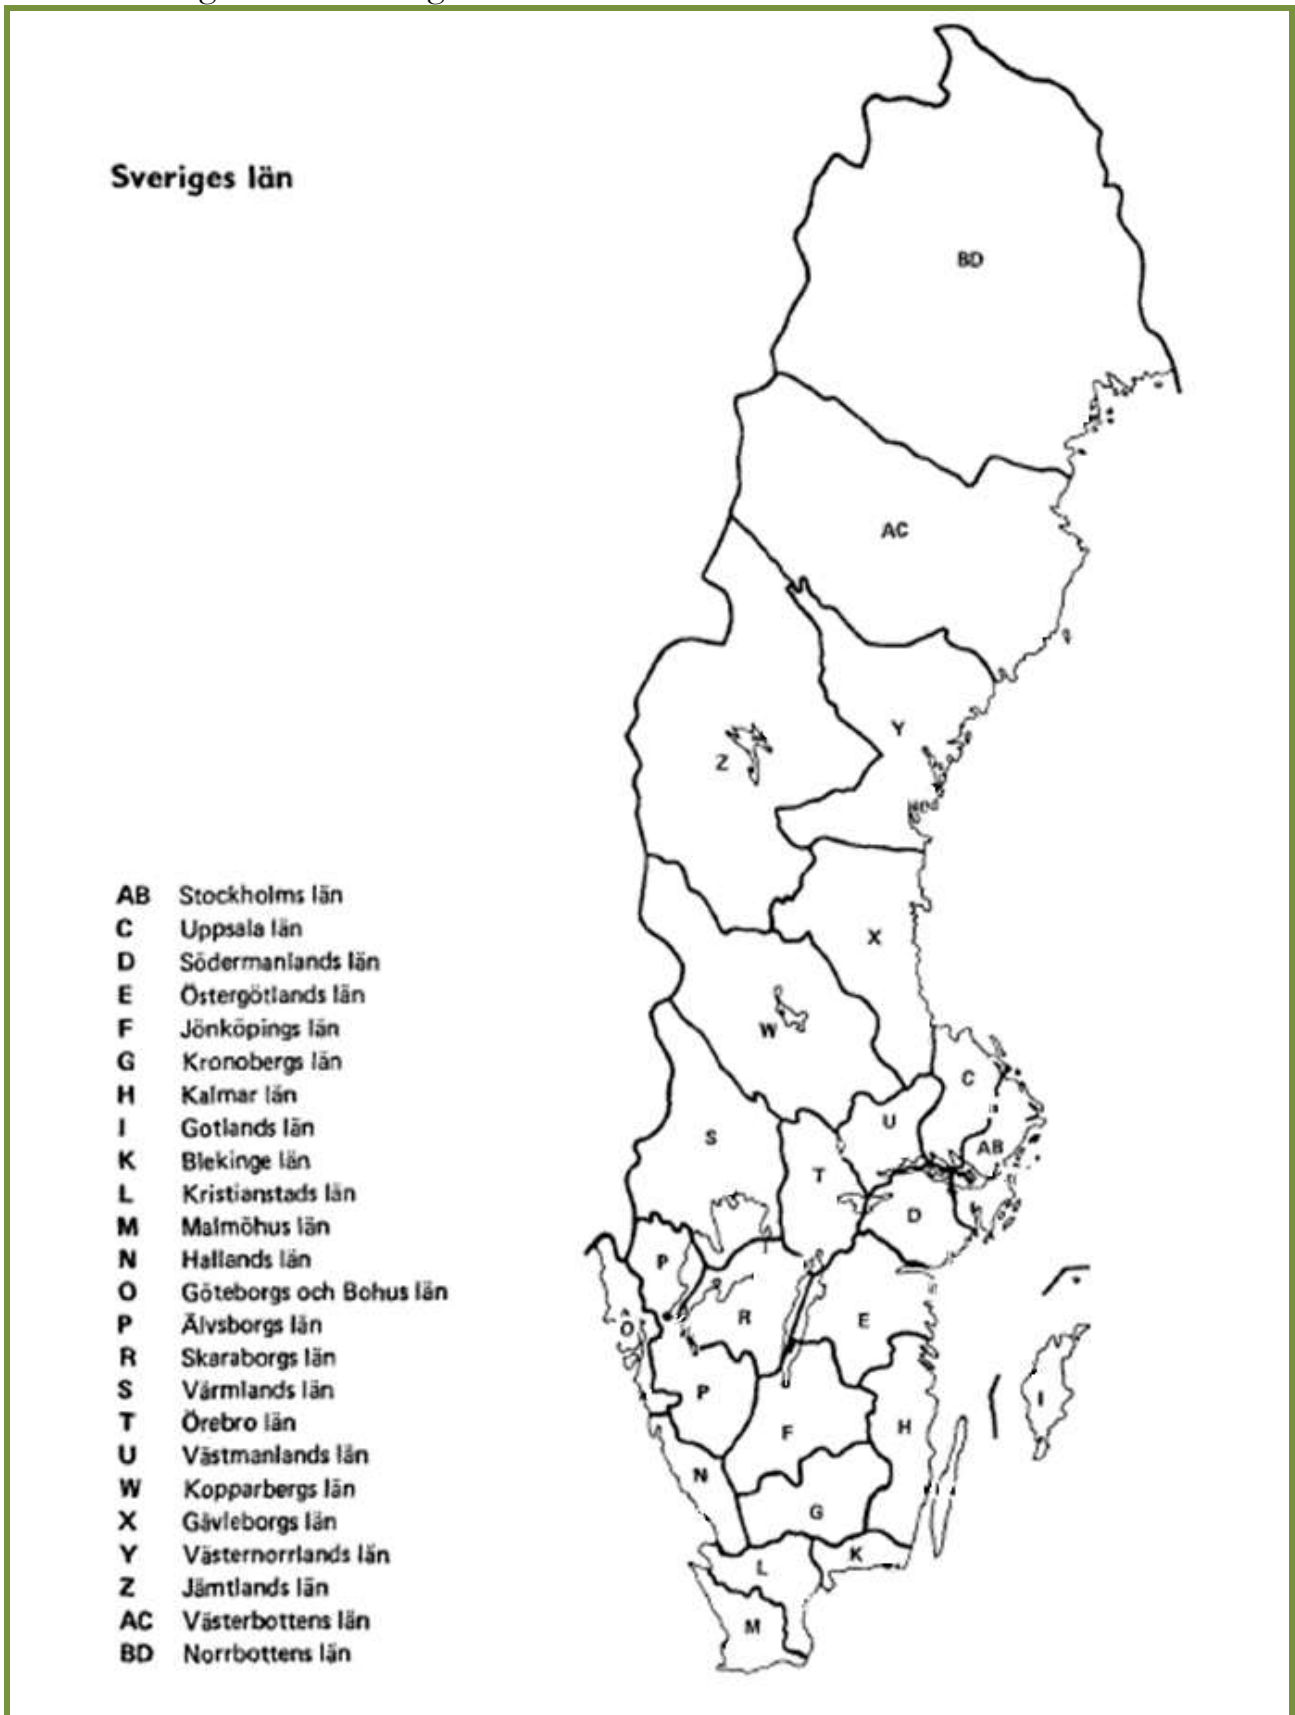 Sveriges län
AB Stockholms län
C Uppsala län
D Södermanlands län
E Östergötlands län
F Jönköpings län
G Kronobergs län
H Kalmar län
I Gotlands län
K Blekinge län
L Kristianstads län
M Malmöhus län
N Hallands län
O Göteborgs och Bohus län
P Älvsborgs län
R Skaraborgs län
S Värmlands län
T Örebro län
U Västmanlands län
W Kopparbergs län
X Gävleborgs län
Y Västernorrlands län
Z Jämtlands län
AC Västerbottens län
BD Norrbottens län
BD
AC
Y
Z
X
W
C
U
S
AB
T
D
P
R
E
O
P
I
F
H
N
G
K
L
M